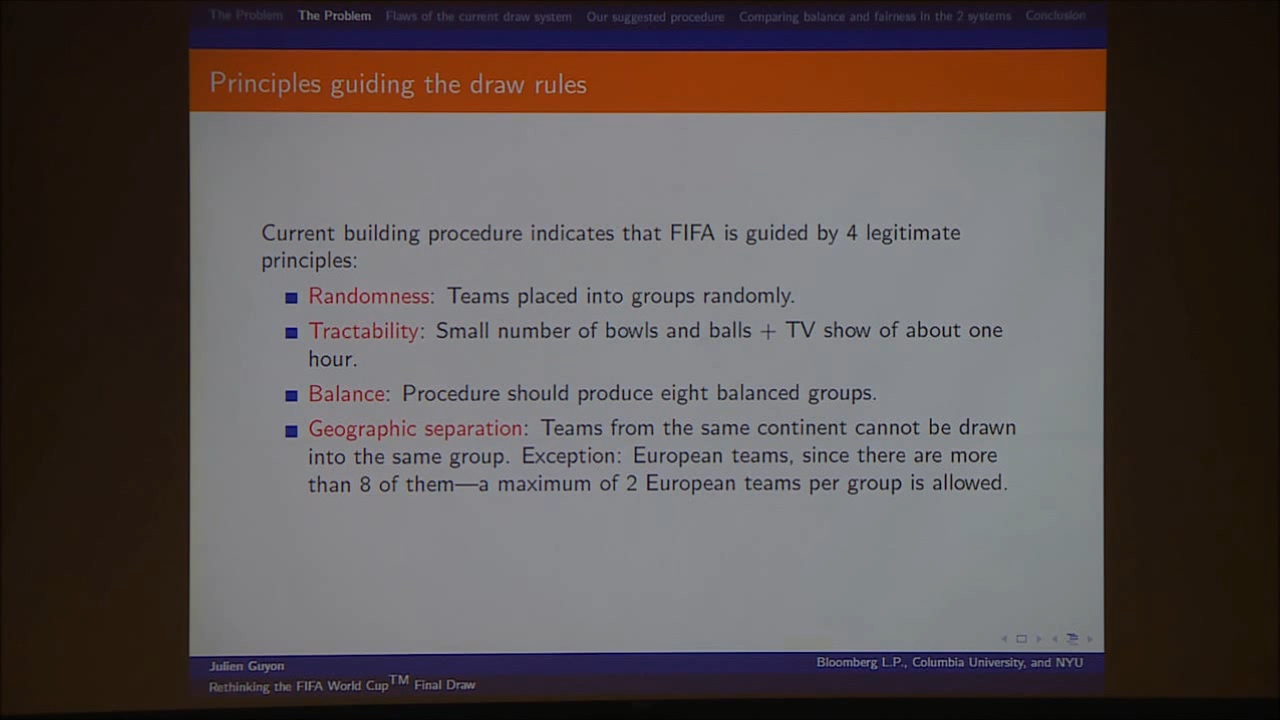 The Problem The Problem Flaws of the current draw system Our suggested procedure Comparing balance and fairness in the 2 systems Conclusion
Principles guiding the draw rules
Current building procedure indicates that FIFA is guided by 4 legitimate
principles:
Randomness: Teams placed into groups randomly.
Tractability: Small number of bowls and balls + TV show of about one
hour.
Balance: Procedure should produce eight balanced groups.
Geographic separation: Teams from the same continent cannot be drawn
into the same group. Exception: European teams, since there are more
than 8 of them—a maximum of 2 European teams per group is allowed.
Julien Guyon
Bloomberg L.P., Columbia University, and NYU
Rethinking the FIFA World Cup™ Final Draw